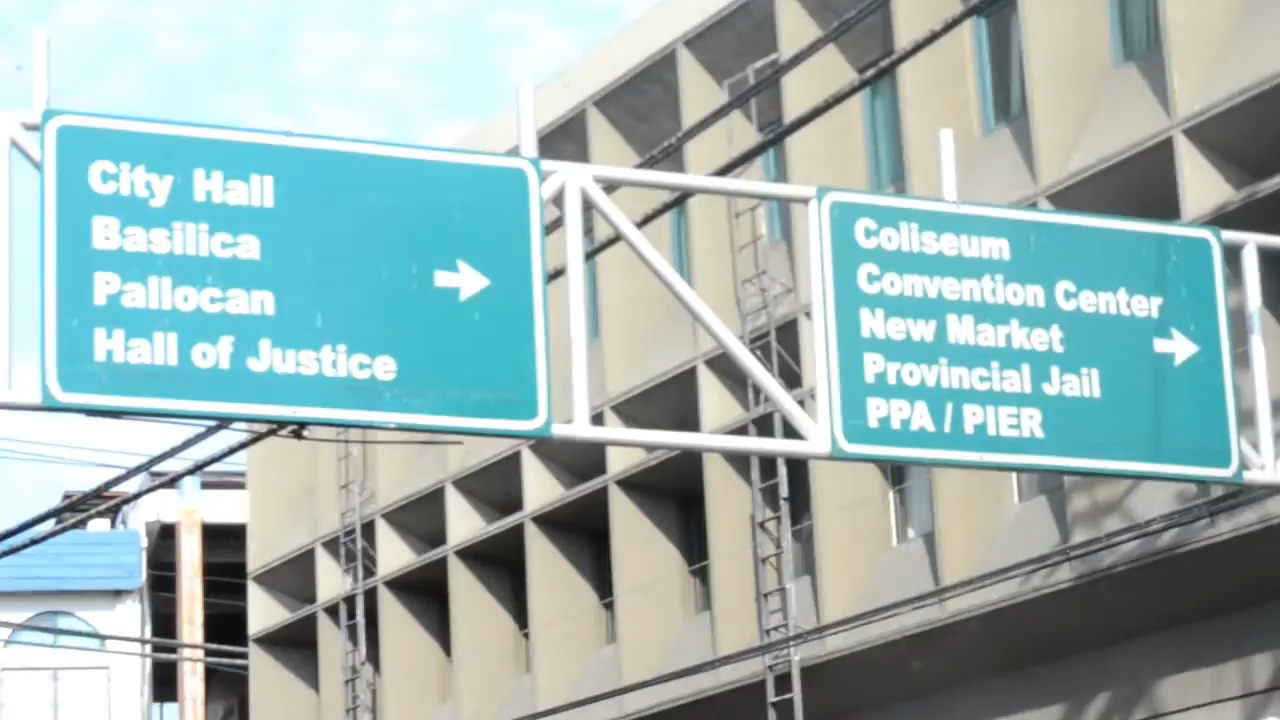 City Hall
Basilica
Pallocan
Hall of Justice
Coliseum
Convention Center
New Market
Provincial Jail
PPA / PIER